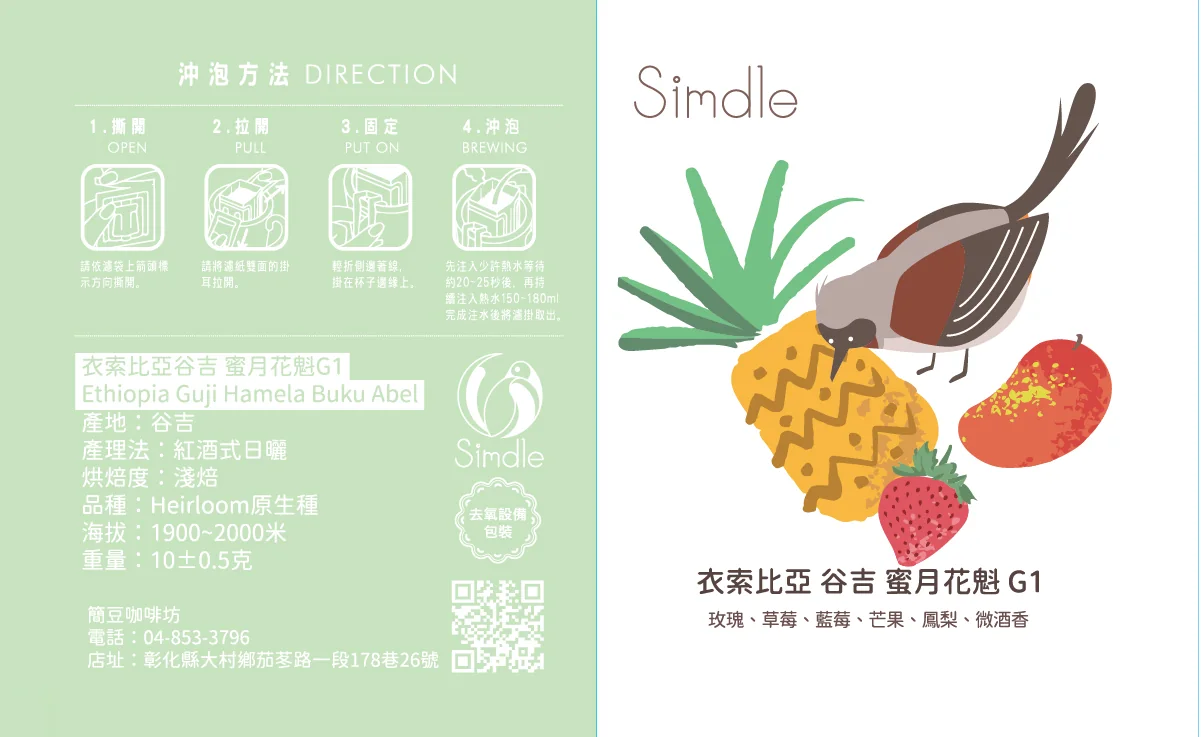 沖泡方法 DIRECTION
1.撕開
OPEN
請依濾袋上箭頭標
示方向撕開。
2.拉開
PULL
請將濾紙雙面的掛
耳拉開。
3.固定
PUT ON
輕折側邊著線,
掛在杯子邊緣上。
4.沖泡
BREWING
先注入少許熱水等待
約20-25秒後，再持
續注入熱水150-180ml
完成注水後將濾掛取出。
衣索比亞谷吉 蜜月花魁G1
Ethiopia Guji Hamela Buku Abel
產地：谷吉
產理法：紅酒式日曬
烘焙度：淺焙
品種：Heirloom原生種
海拔：1900~2000米
重量：10±0.5克
Simdle
去氧設備
包裝
簡豆咖啡坊
電話：04-853-3796
店址：彰化縣大村鄉茄苳路一段178巷26號
Simdle
衣索比亞 谷吉 蜜月花魁 G1
玫瑰、草莓、藍莓、芒果、鳳梨、微酒香